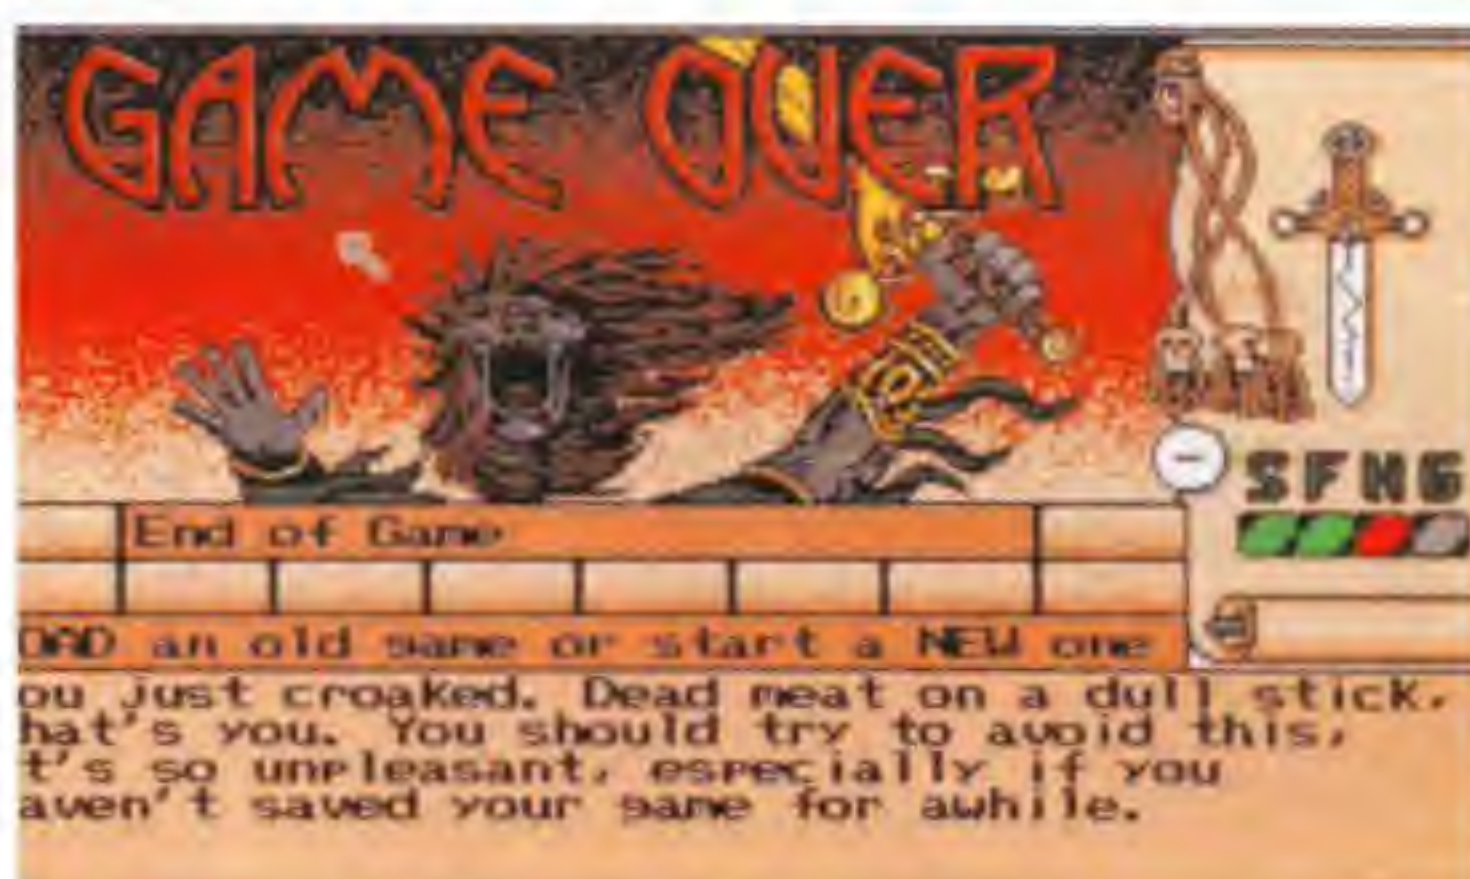 GAME OVER
SFNG
End of Game
OAD an old game or start a NEW one
ou just croaked. Dead meat on a dull stick,
hat's you. You should try to avoid this,
t's so unpleasant, especially if you
aven't saved your game for awhile.